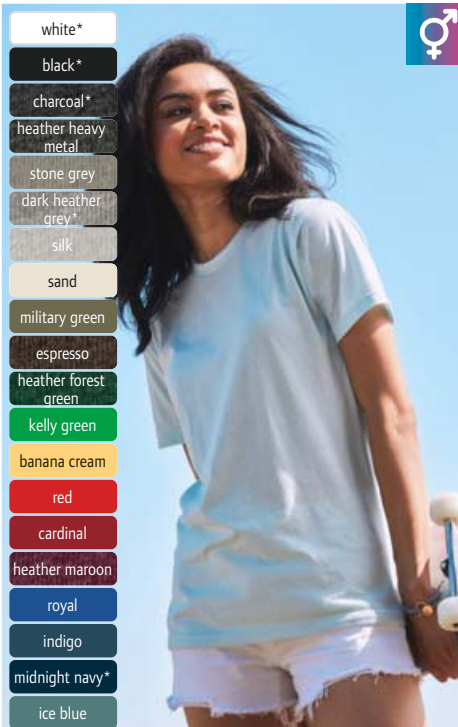 white*
black*
charcoal*
heather heavy
metal
stone grey
dark heather
grey*
silk
sand
military green
espresso
heather forest
green
kelly green
banana cream
red
cardinal
heather maroon
royal
indigo
midnight navy*
ice blue